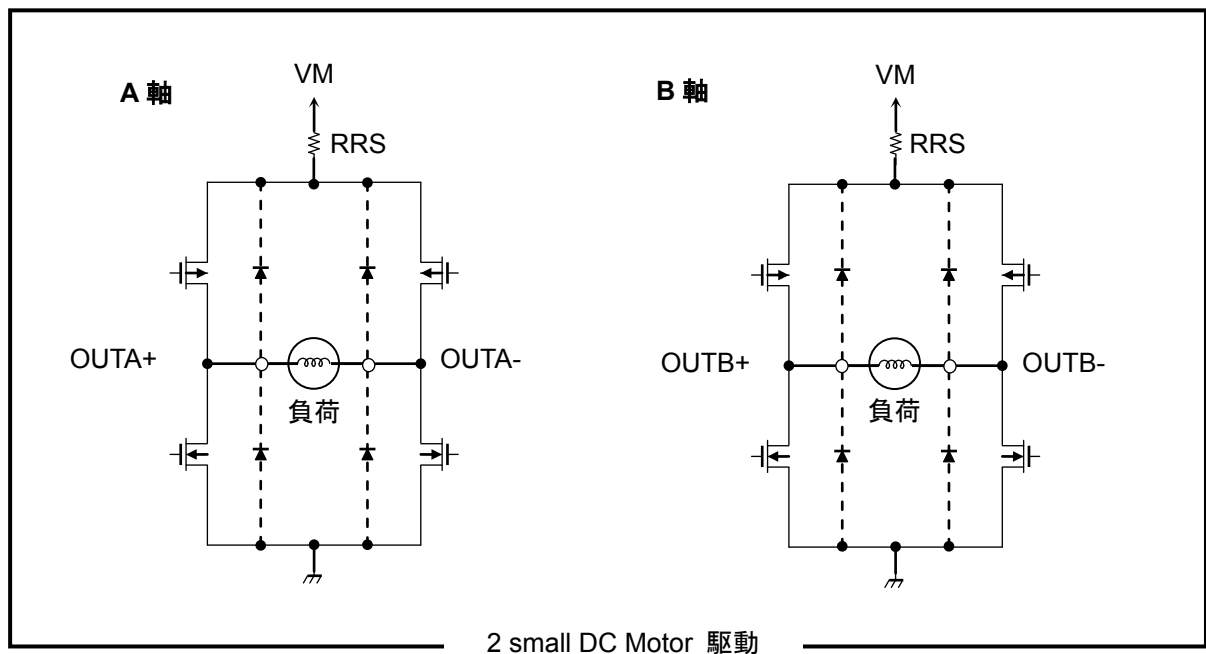 A 軸
VM
RRS
OUTA+
OUTA-
負荷
B 軸
VM
RRS
OUTB+
OUTB-
負荷
2 small DC Motor 駆動